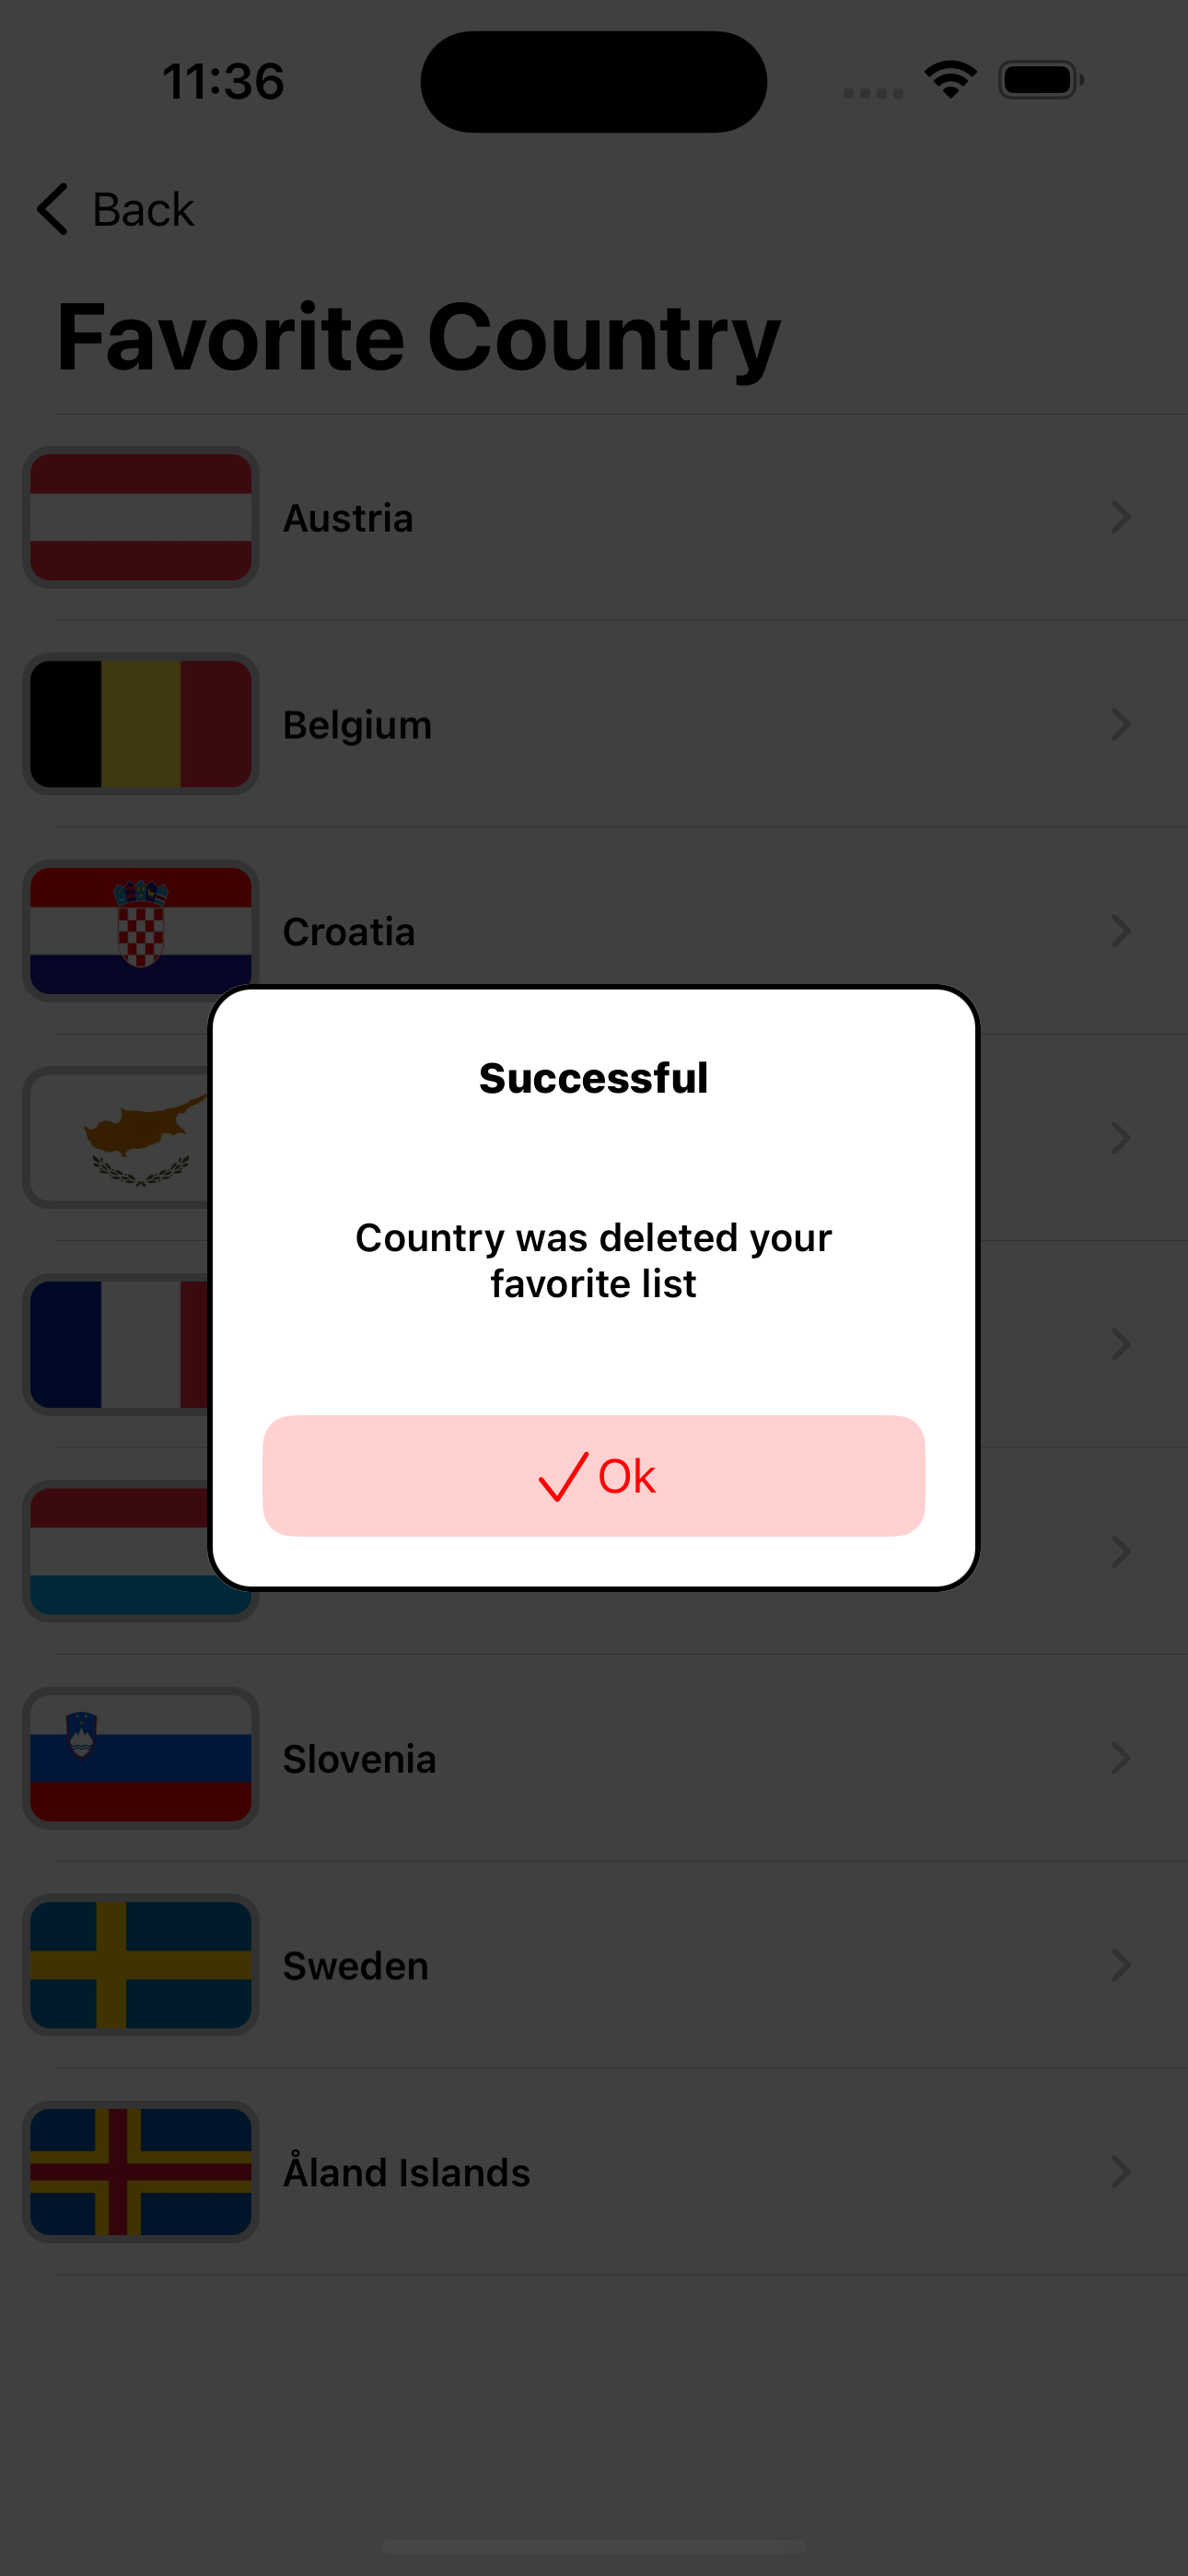 11:36
Back
Favorite Country
Austria
Belgium
Croatia
Successful
Country was deleted your
favorite list
Ok
Slovenia
Sweden
Åland Islands